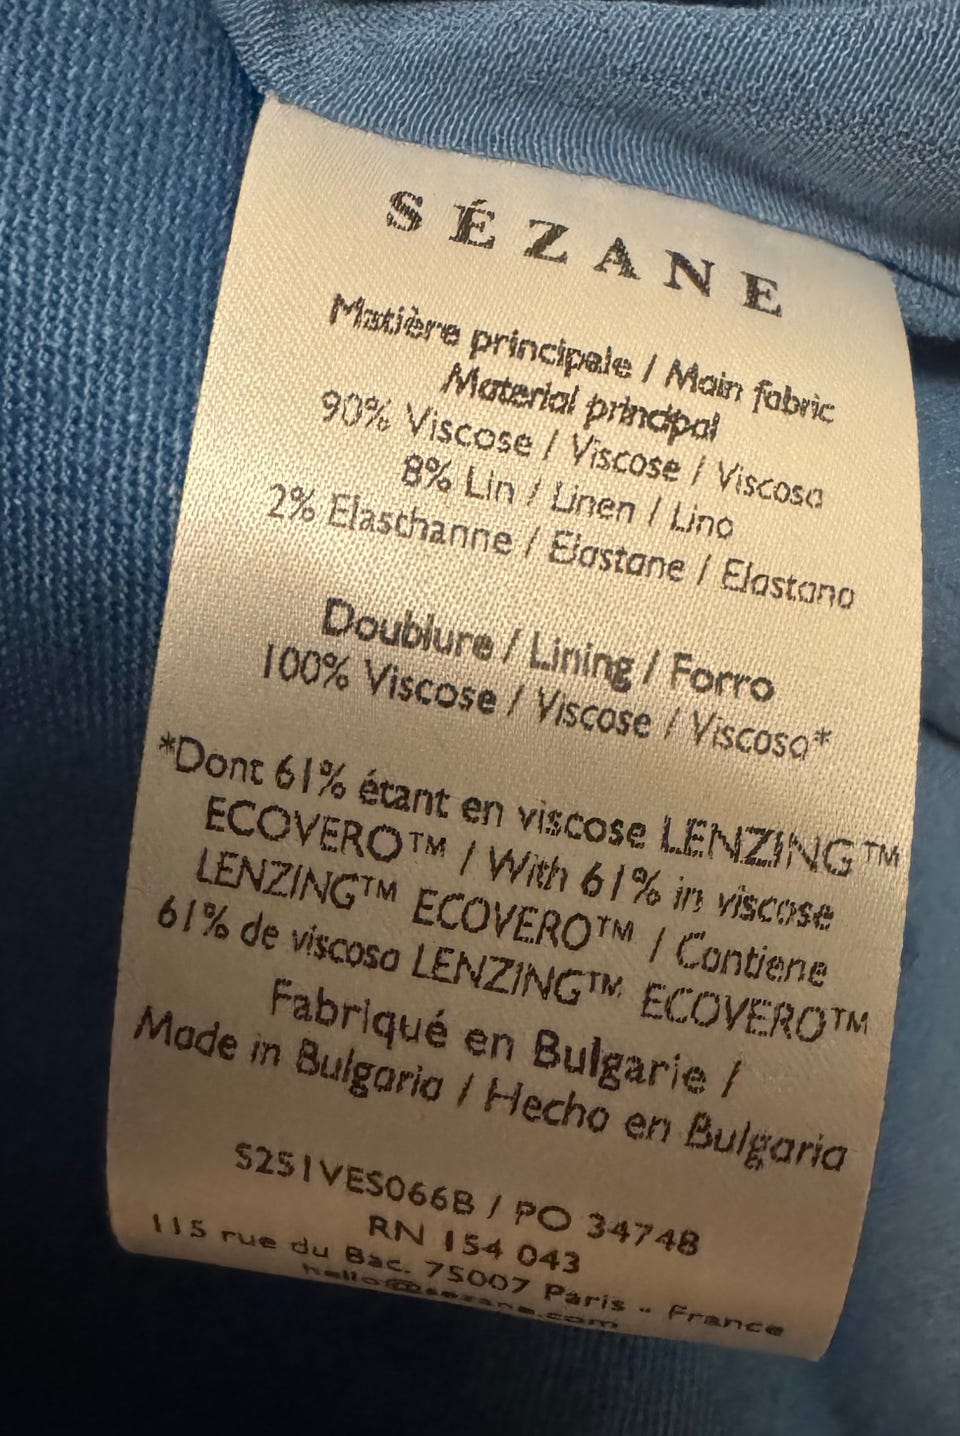 SÉZANE
Matière principale / Main fabric
Material principal
90% Viscose / Viscose / Viscosa
8% Lin / Linen / Lino
2% Elasthanne / Elastane / Elastano
Doublure / Lining / Forro
100% Viscose / Viscose / Viscosa*
*Dont 61% étant en viscose LENZING™
ECOVERO™ / With 61% in viscose
LENZING™ ECOVERO™ / Contiene
61% de viscosa LENZING™ ECOVERO™
Fabriqué en Bulgarie /
Made in Bulgaria / Hecho en Bulgaria
S251VES066B / PO 34748
RN 154 043
115 rue du Bac. 75007 Paris - France
hello@sezane.com